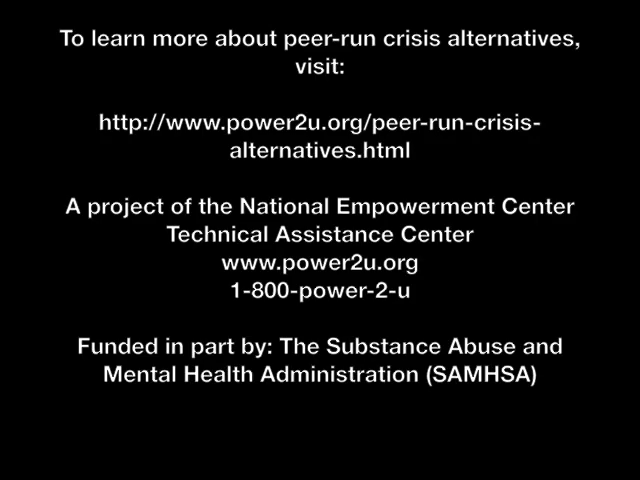 To learn more about peer-run crisis alternatives,
visit:
http://www.power2u.org/peer-run-crisis-
alternatives.html
A project of the National Empowerment Center
Technical Assistance Center
www.power2u.org
1-800-power-2-u
Funded in part by: The Substance Abuse and
Mental Health Administration (SAMHSA)